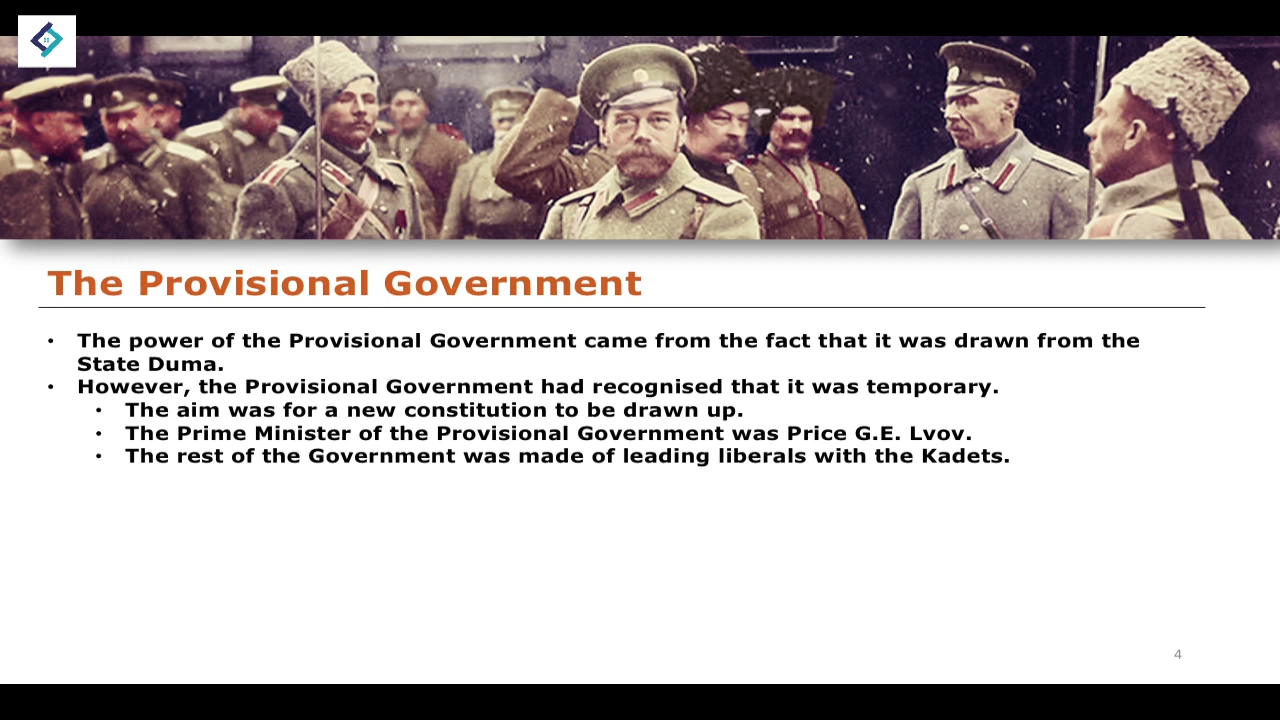 The Provisional Government
• The power of the Provisional Government came from the fact that it was drawn from the
State Duma.
• However, the Provisional Government had recognised that it was temporary.
• The aim was for a new constitution to be drawn up.
• The Prime Minister of the Provisional Government was Price G.E. Lvov.
• The rest of the Government was made of leading liberals with the Kadets.
4